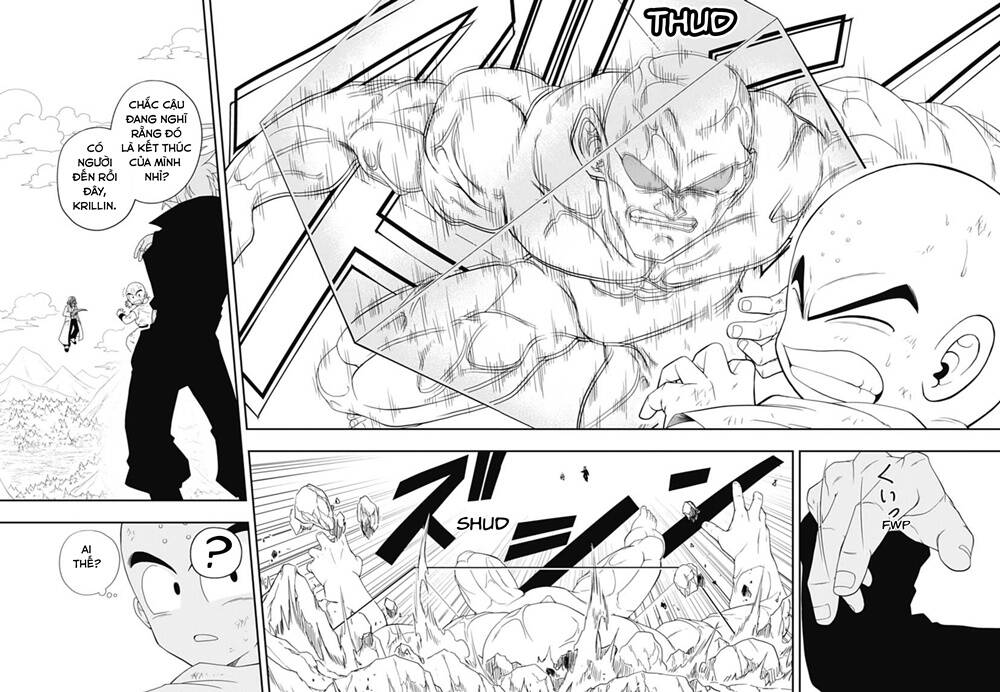 THUD
CHẮC CẬU
ĐANG NGHĨ
RẰNG ĐÓ
LÀ KẾT THÚC
CỦA MÌNH
NHỈ?
CÓ
NGƯỜI
ĐẾN RỒI
ĐÂY,
KRILLIN.
くいっ
FWP
ズシーン
SHUD
?
AI
THẾ?